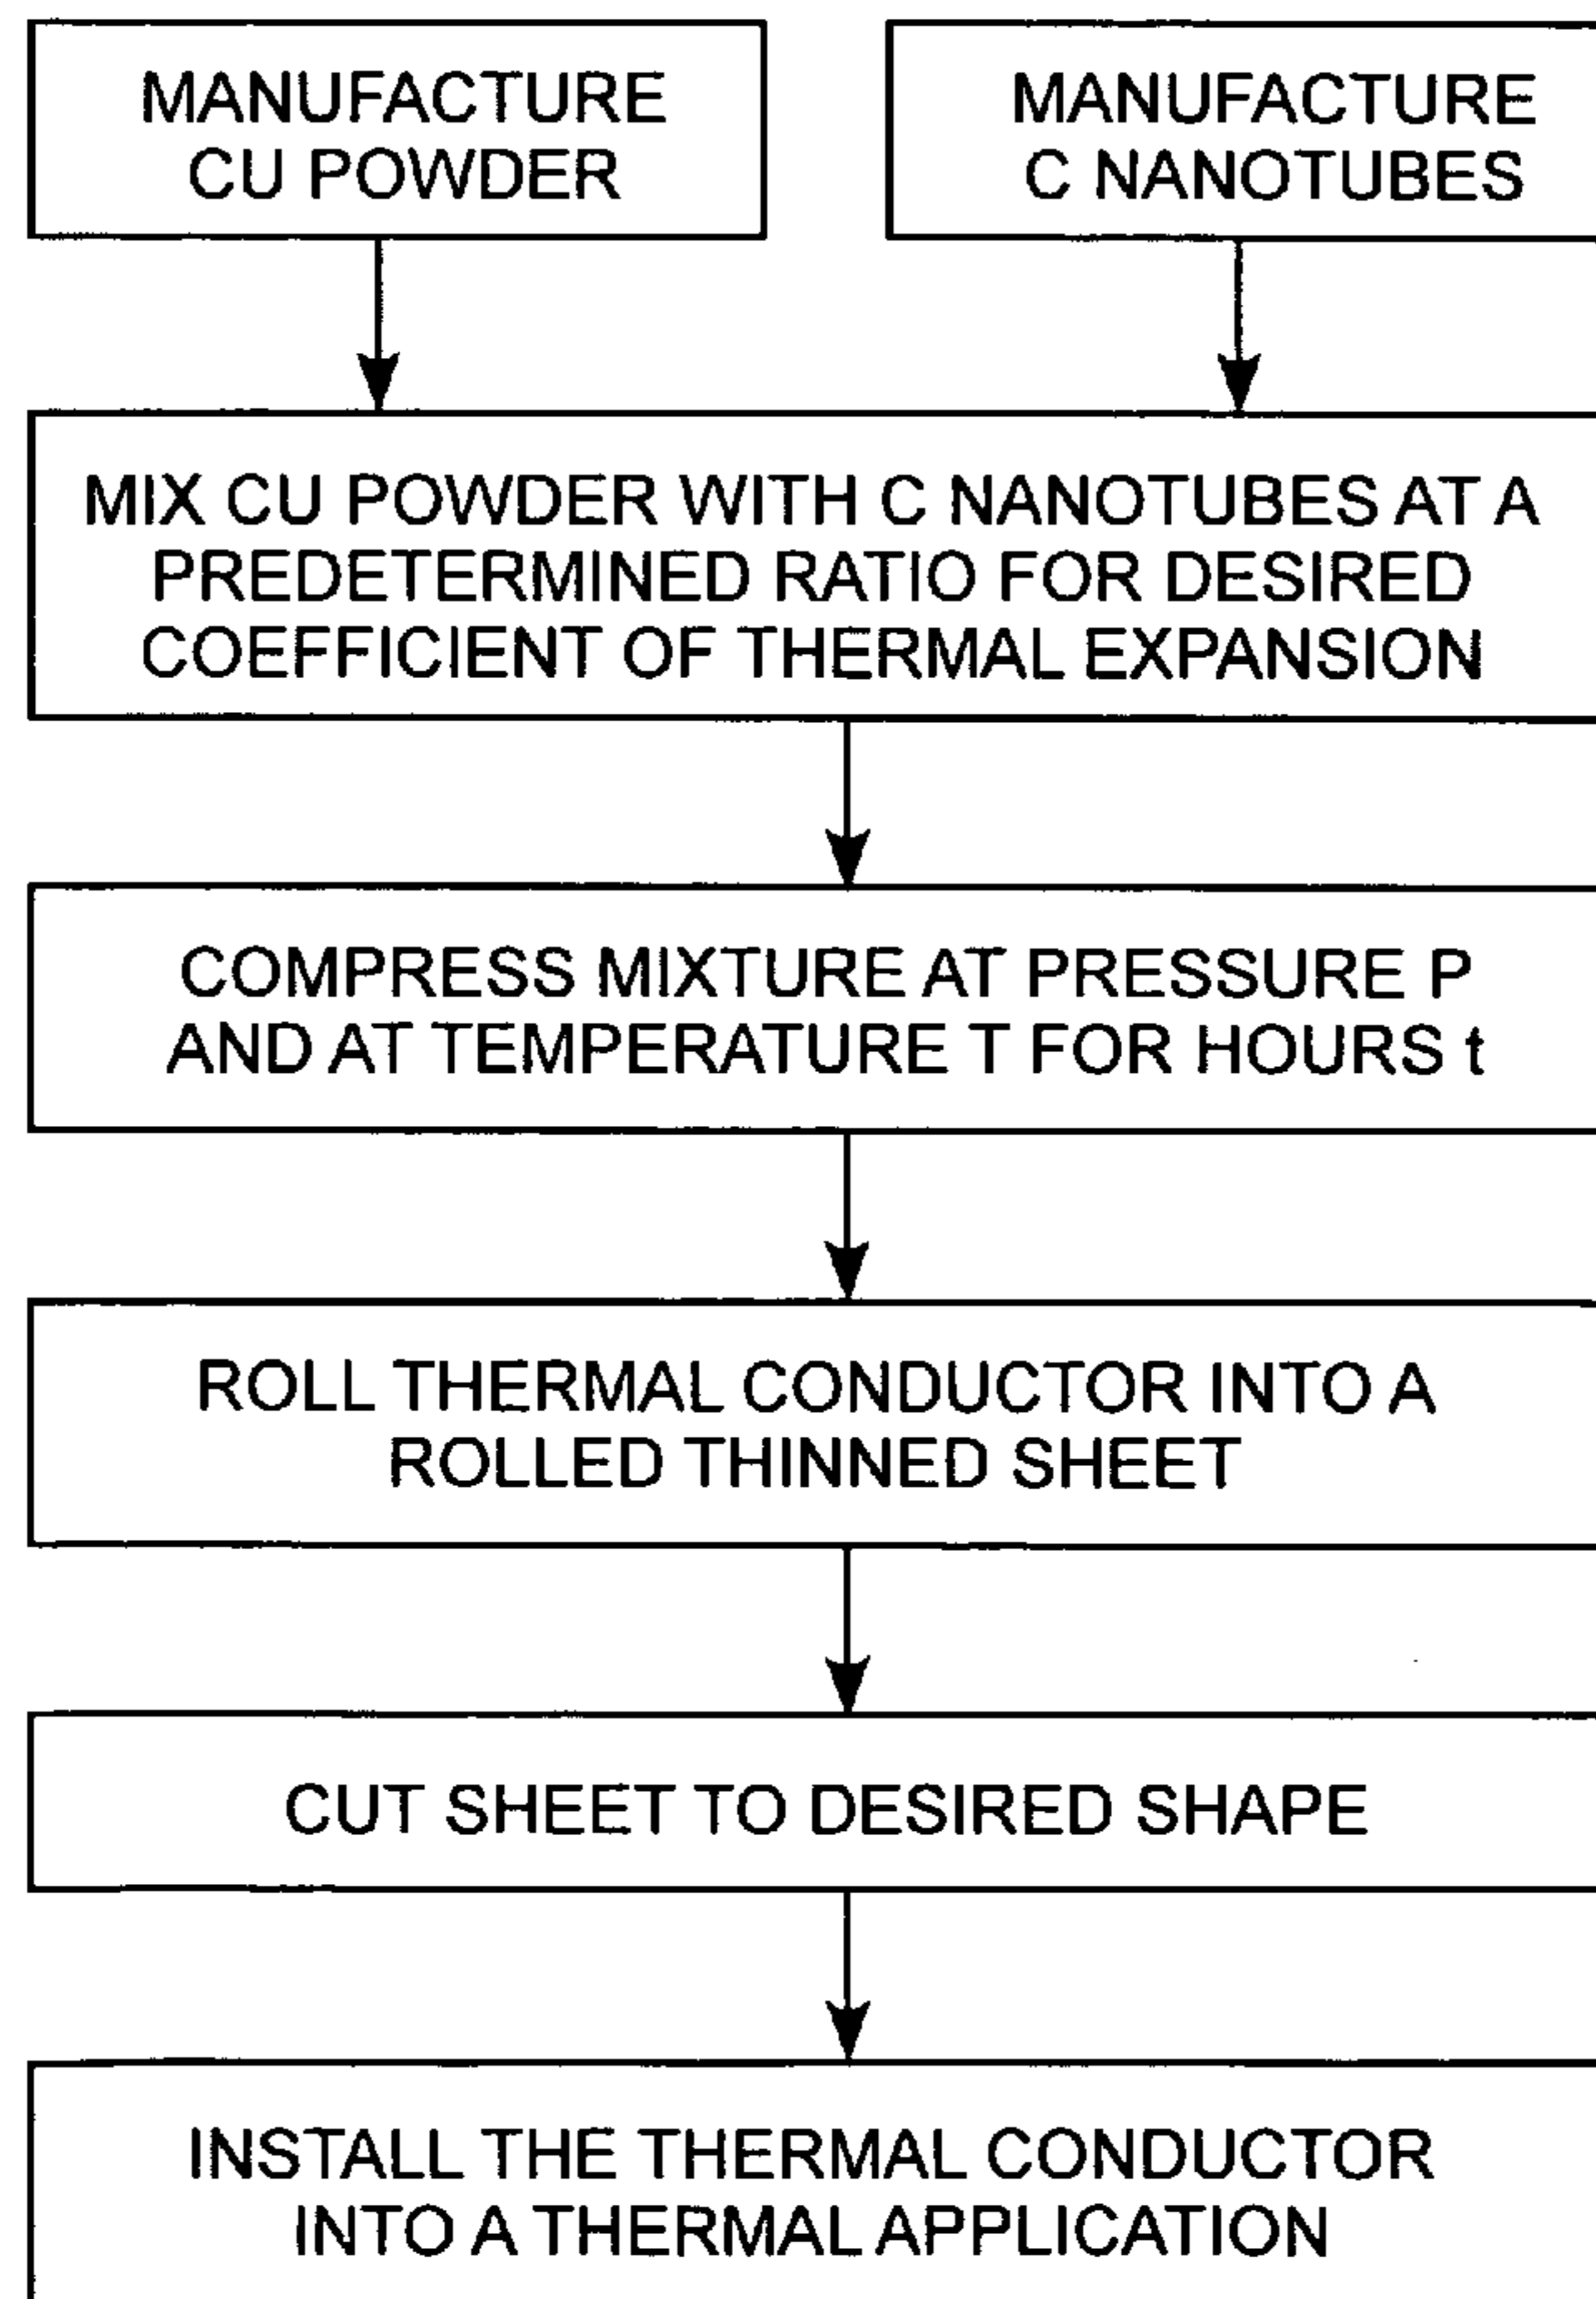 MANUFACTURE
CU POWDER
MANUFACTURE
C NANOTUBES
MIX CU POWDER WITH C NANOTUBES AT A
PREDETERMINED RATIO FOR DESIRED
COEFFICIENT OF THERMAL EXPANSION
COMPRESS MIXTURE AT PRESSURE P
AND AT TEMPERATURE T FOR HOURS t
ROLL THERMAL CONDUCTOR INTO A
ROLLED THINNED SHEET
CUT SHEET TO DESIRED SHAPE
INSTALL THE THERMAL CONDUCTOR
INTO A THERMAL APPLICATION